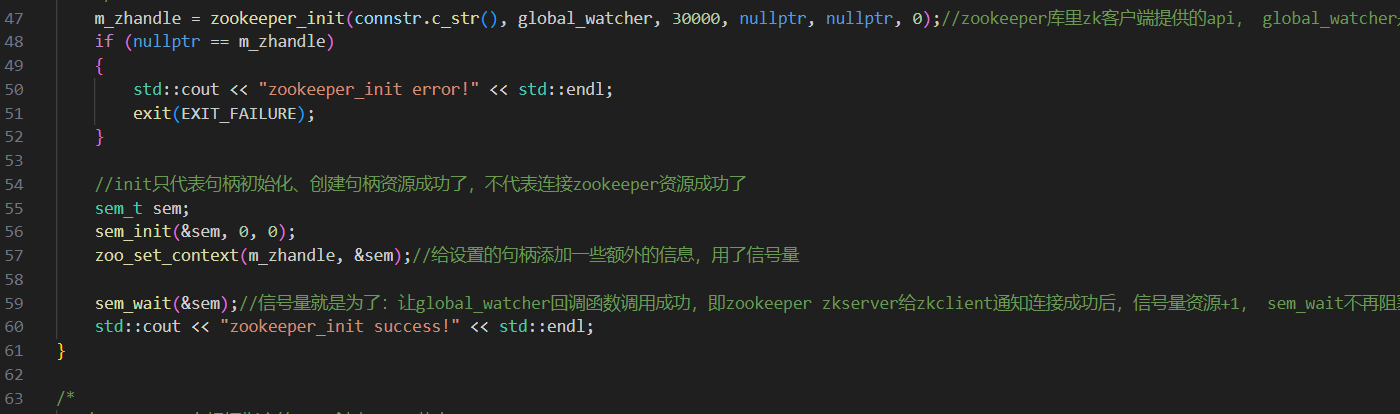 47 m_zhandle = zookeeper_init(connstr.c_str(), global_watcher, 30000, nullptr, nullptr, 0);//zookeeper库里zk客户端提供的api， global_watcher
48 if (nullptr == m_zhandle)
49 {
50 std::cout << "zookeeper_init error!" << std::endl;
51 exit(EXIT_FAILURE);
52 }
53
54 //init只代表句柄初始化、创建句柄资源成功了，不代表连接zookeeper资源成功了
55 sem_t sem;
56 sem_init(&sem, 0, 0);
57 zoo_set_context(m_zhandle, &sem);//给设置的句柄添加一些额外的信息，用了信号量
58
59 sem_wait(&sem);//信号量就是为了：让global_watcher回调函数调用成功，即zookeeper zkserver给zkclient通知连接成功后，信号量资源+1， sem_wait不再阻
60 std::cout << "zookeeper_init success!" << std::endl;
61 }
62
63 /*